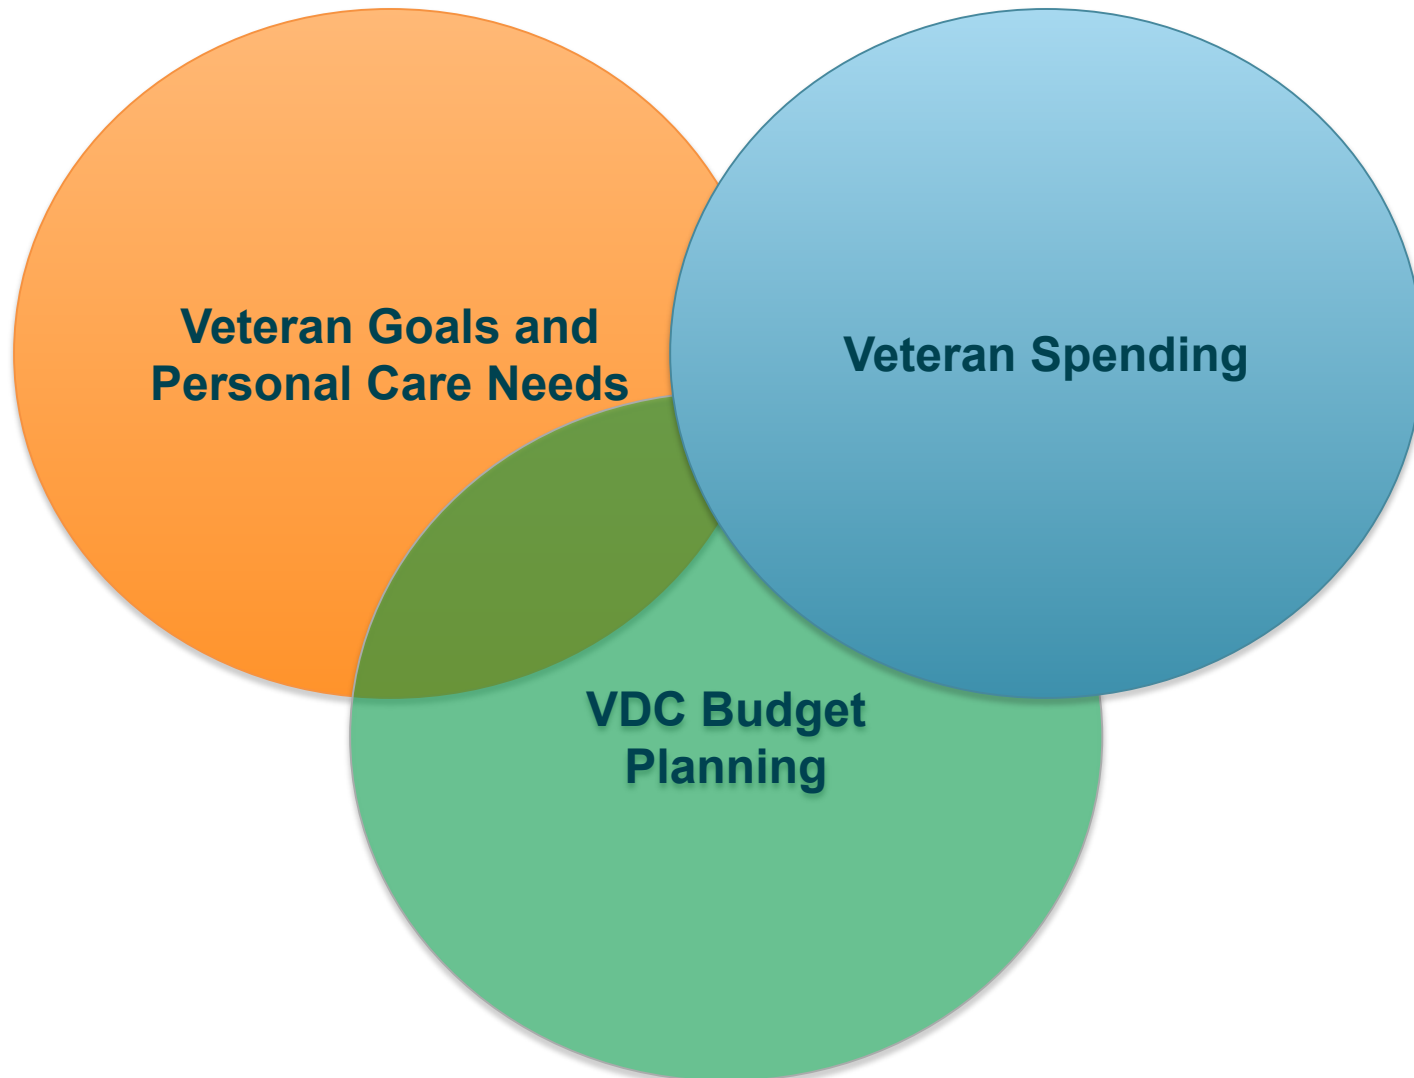 Veteran Goals and
Personal Care Needs
Veteran Spending
VDC Budget
Planning